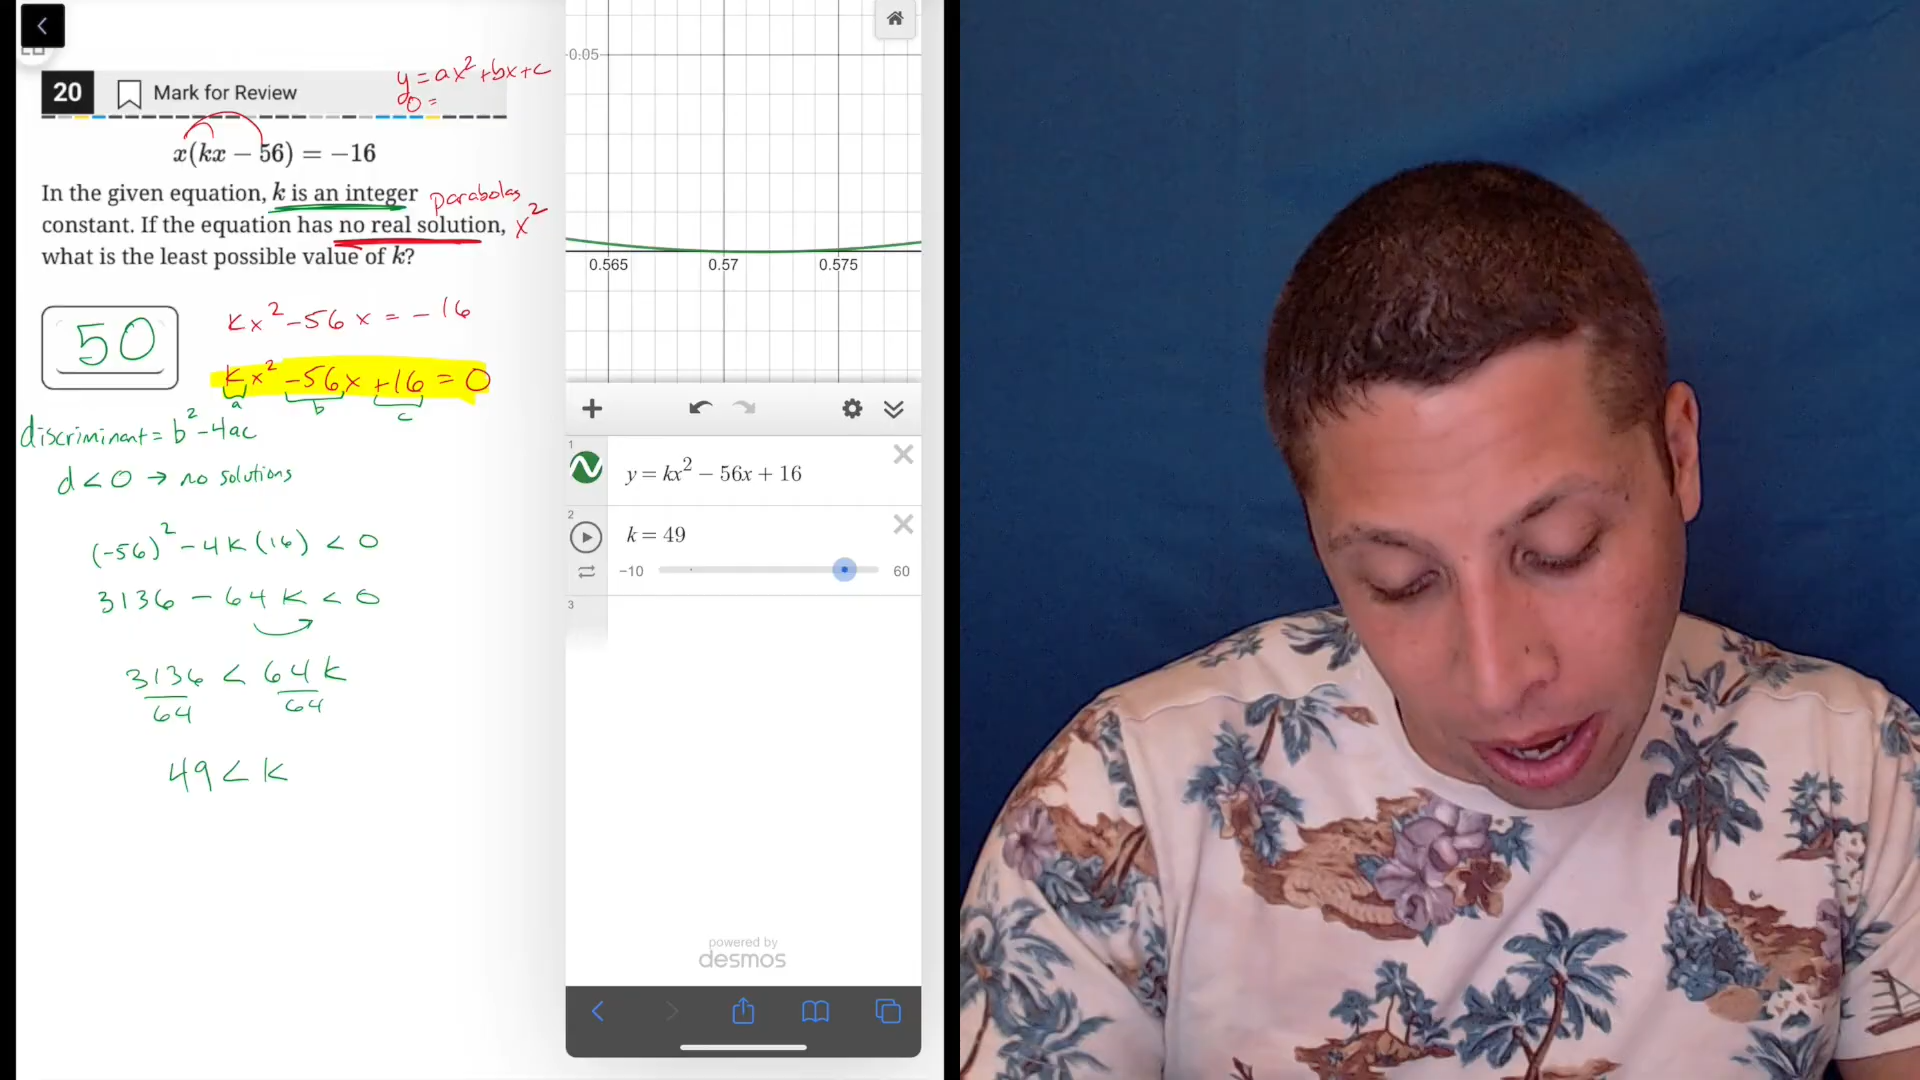 20 Mark for Review
y = ax² + bx + c
0 =
x(kx − 56) = −16
In the given equation, k is an integer
parabolas
constant. If the equation has no real solution,
x²
what is the least possible value of k?
50
kx² − 56x = −16
kx² − 56x + 16 = 0
a b c
discriminant = b² − 4ac
d < 0 → no solutions
(−56)² − 4k(16) < 0
3136 − 64k < 0
3136 < 64k
64 64
49 < k
0.05
0.565 0.57 0.575
1
y = kx² − 56x + 16
2
k = 49
−10 60
3
powered by
desmos